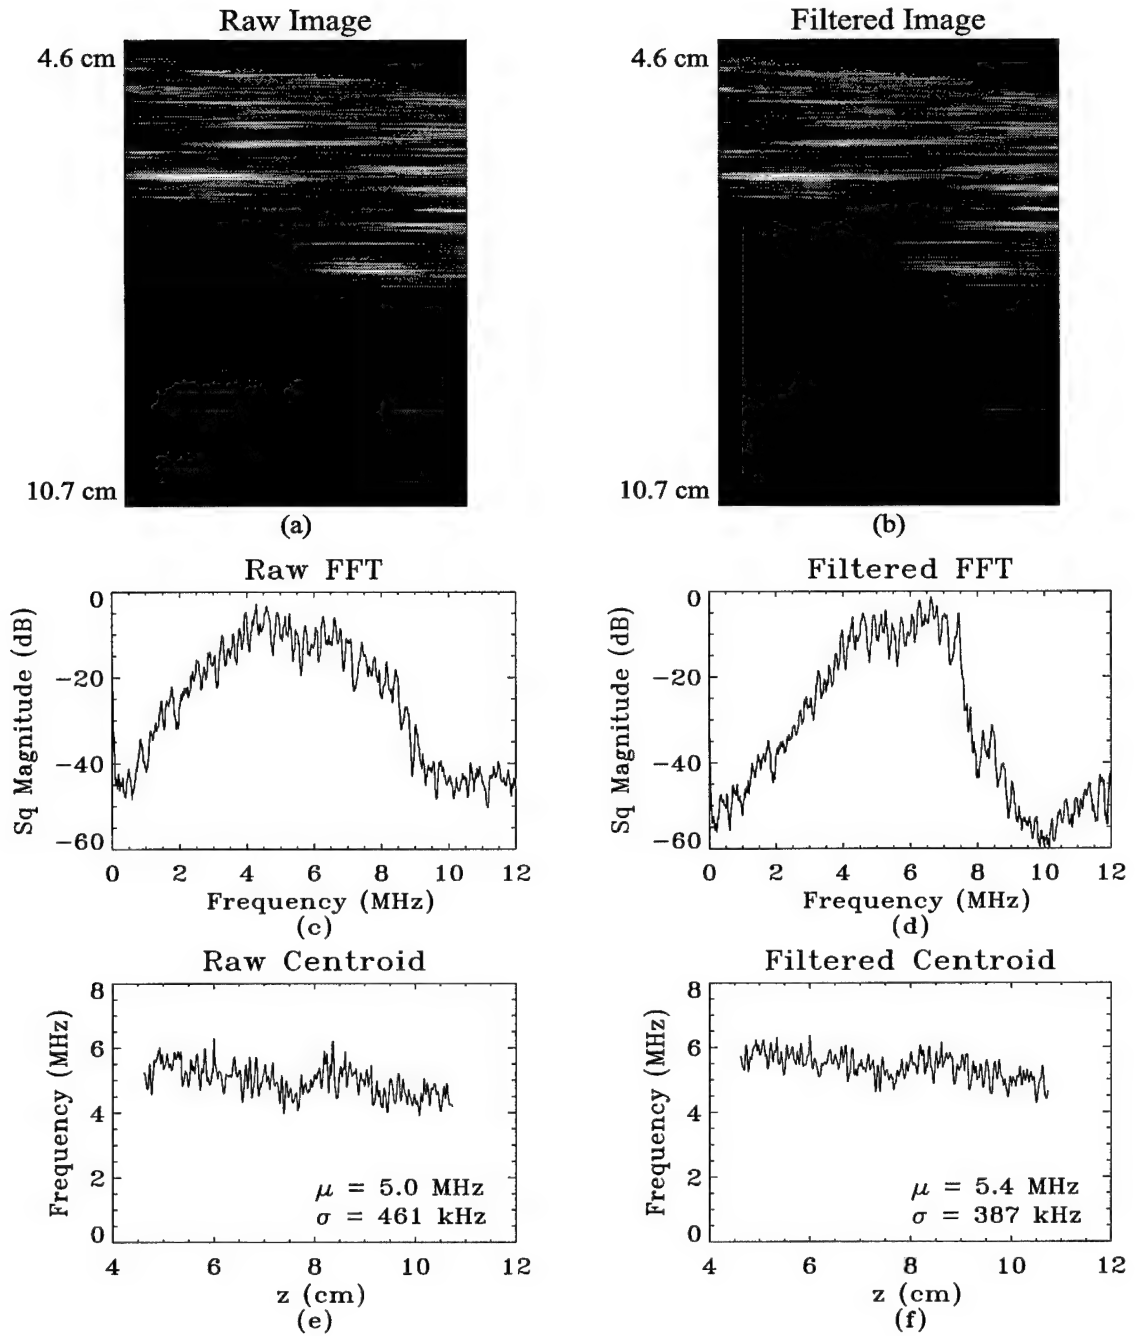 Raw Image
Filtered Image
4.6 cm
4.6 cm
10.7 cm
10.7 cm
(a)
(b)
Raw FFT
Filtered FFT
Sq Magnitude (dB)
0
−20
−40
−60
0 2 4 6 8 10 12
Frequency (MHz)
(c)
Sq Magnitude (dB)
0
−20
−40
−60
0 2 4 6 8 10 12
Frequency (MHz)
(d)
Raw Centroid
Filtered Centroid
Frequency (MHz)
8
6
4
2
0
μ = 5.0 MHz
σ = 461 kHz
4 6 8 10 12
z (cm)
(e)
Frequency (MHz)
8
6
4
2
0
μ = 5.4 MHz
σ = 387 kHz
4 6 8 10 12
z (cm)
(f)